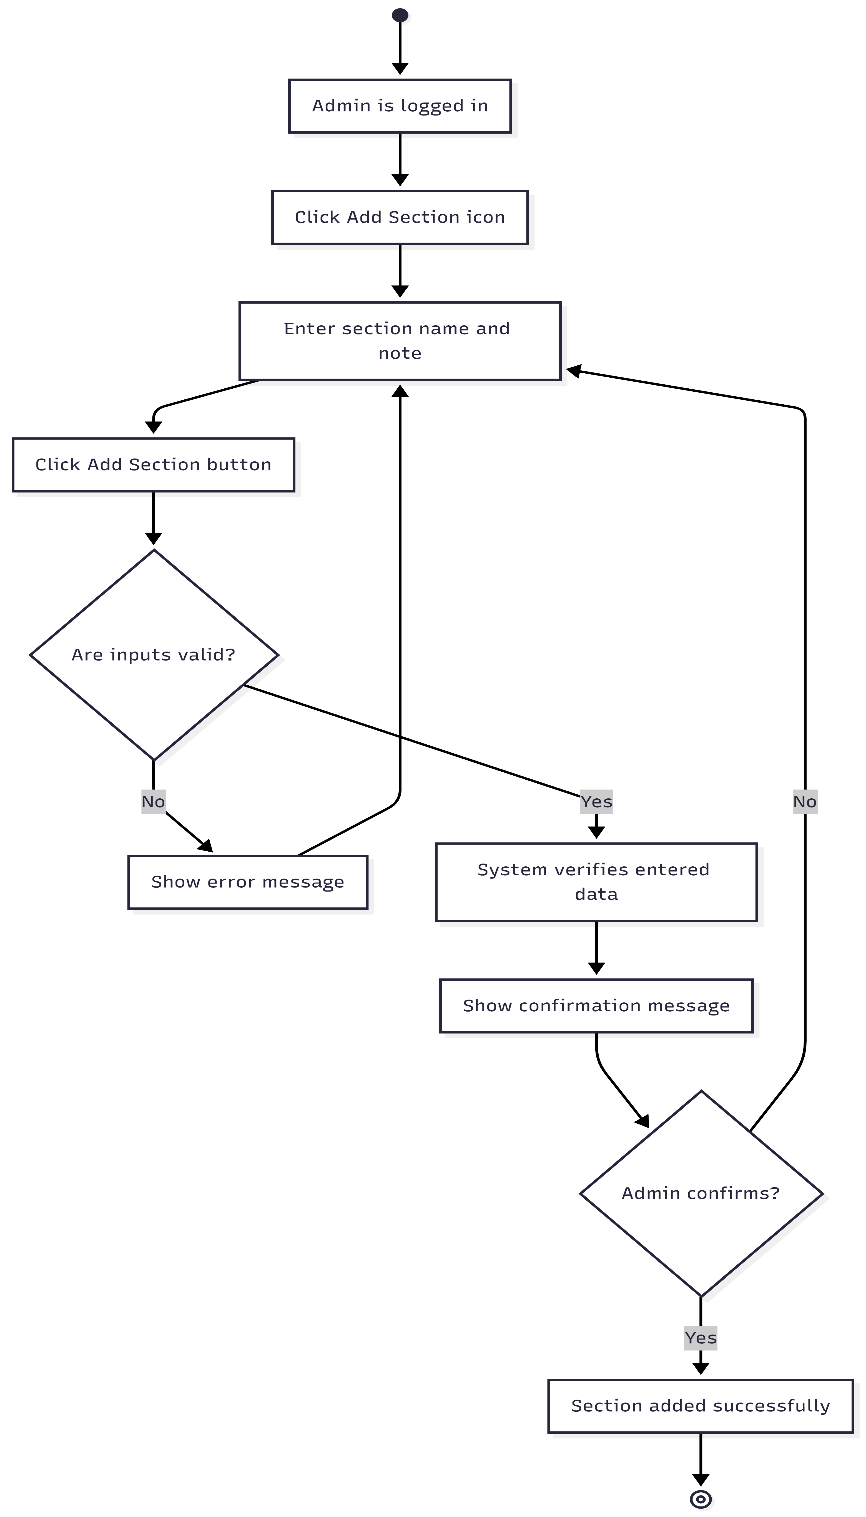 Admin is logged in
Click Add Section icon
Enter section name and
note
Click Add Section button
Are inputs valid?
No
Yes
No
Show error message
System verifies entered
data
Show confirmation message
Admin confirms?
Yes
Section added successfully